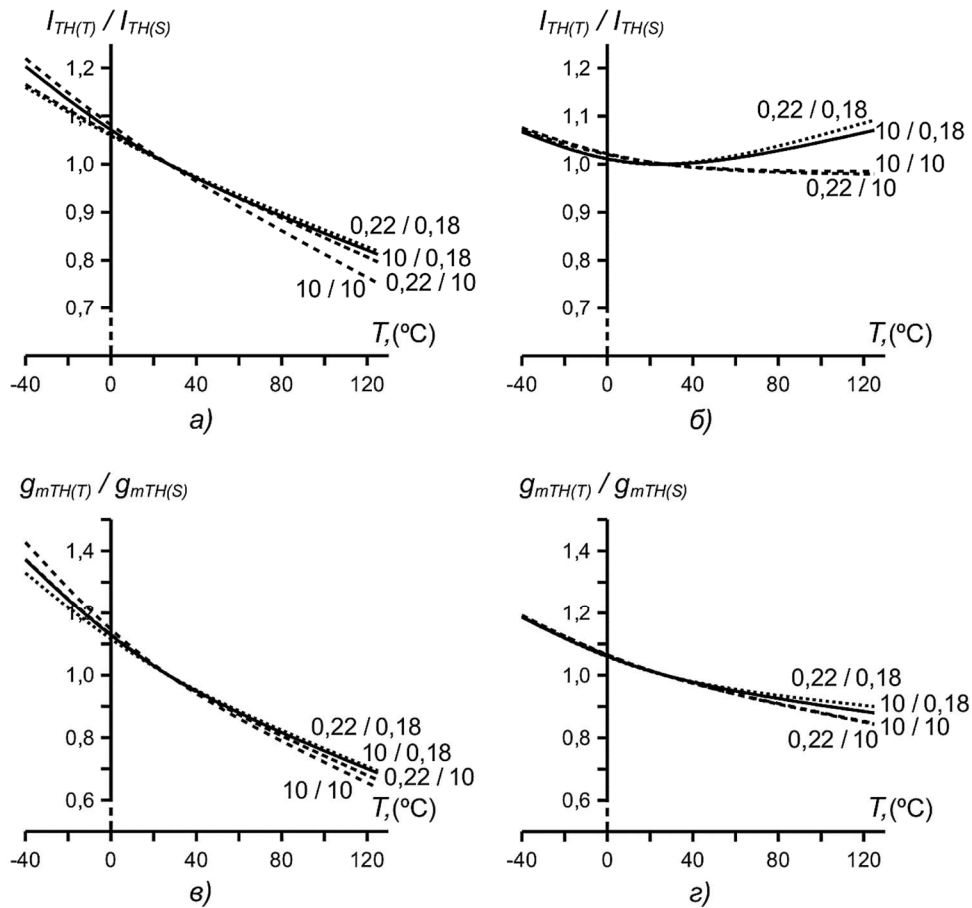 I_TH(T) / I_TH(S)
1,2
1,1
1,0
0,9
0,8
0,7
0,22 / 0,18
10 / 0,18
0,22 / 10
10 / 10
T,(ºC)
-40 0 40 80 120
а)
I_TH(T) / I_TH(S)
1,2
1,1
1,0
0,9
0,8
0,7
0,22 / 0,18
10 / 0,18
10 / 10
0,22 / 10
T,(ºC)
-40 0 40 80 120
б)
g_mTH(T) / g_mTH(S)
1,4
1,2
1,0
0,8
0,6
0,22 / 0,18
10 / 0,18
0,22 / 10
10 / 10
T,(ºC)
-40 0 40 80 120
в)
g_mTH(T) / g_mTH(S)
1,4
1,2
1,0
0,8
0,6
0,22 / 0,18
10 / 0,18
10 / 10
0,22 / 10
T,(ºC)
-40 0 40 80 120
г)